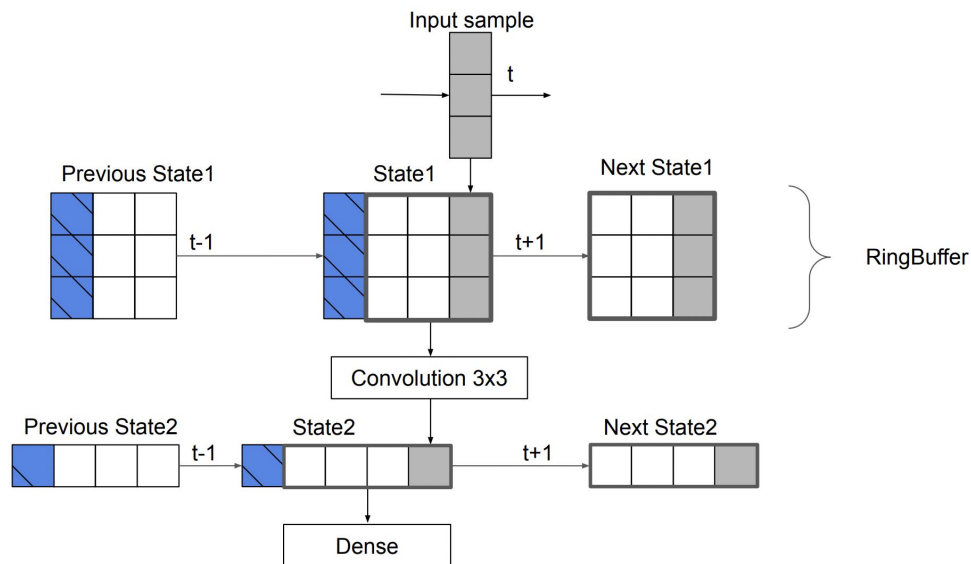 Input sample
t
Previous State1
State1
Next State1
t-1
t+1
RingBuffer
Convolution 3x3
Previous State2
State2
Next State2
t-1
t+1
Dense